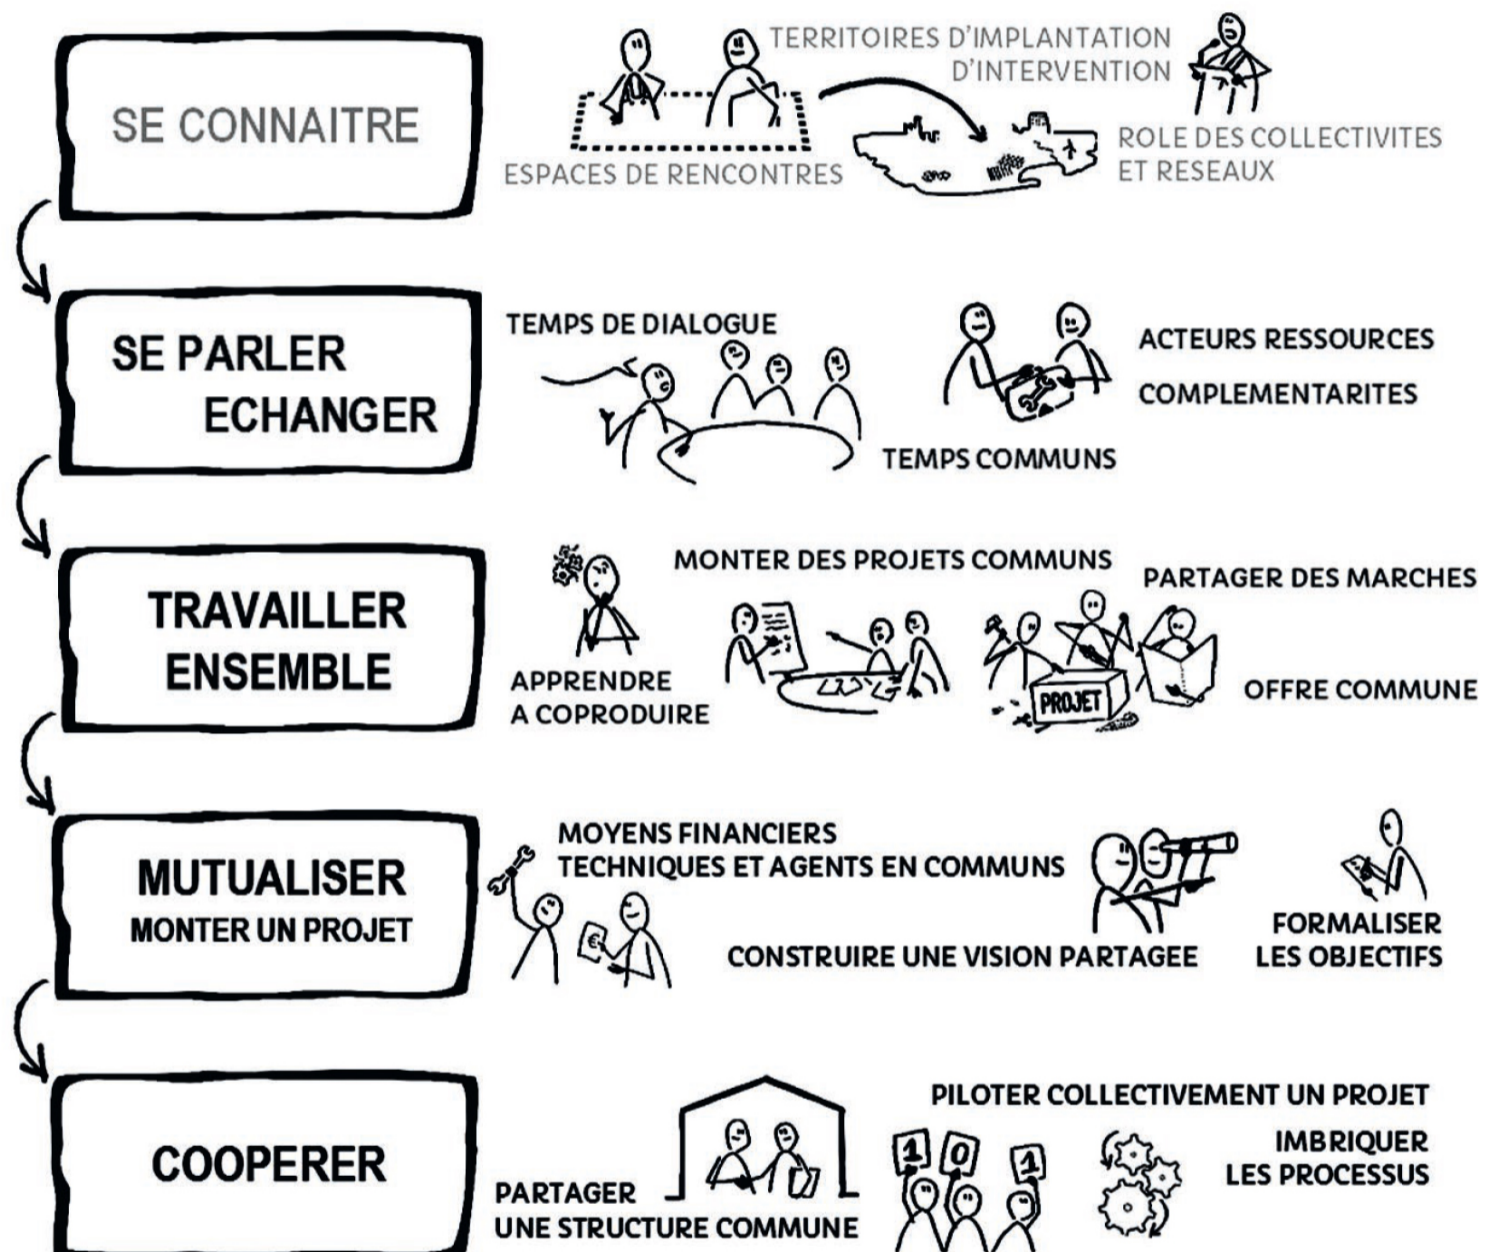 SE CONNAITRE
TERRITOIRES D'IMPLANTATION
D'INTERVENTION
ESPACES DE RENCONTRES
ROLE DES COLLECTIVITES
ET RESEAUX
SE PARLER
ECHANGER
TEMPS DE DIALOGUE
ACTEURS RESSOURCES
COMPLEMENTARITES
TEMPS COMMUNS
TRAVAILLER
ENSEMBLE
APPRENDRE
A COPRODUIRE
MONTER DES PROJETS COMMUNS
PROJET
PARTAGER DES MARCHES
OFFRE COMMUNE
MUTUALISER
MONTER UN PROJET
MOYENS FINANCIERS
TECHNIQUES ET AGENTS EN COMMUNS
€
CONSTRUIRE UNE VISION PARTAGEE
FORMALISER
LES OBJECTIFS
COOPERER
PARTAGER
UNE STRUCTURE COMMUNE
PILOTER COLLECTIVEMENT UN PROJET
1 0 1
IMBRIQUER
LES PROCESSUS